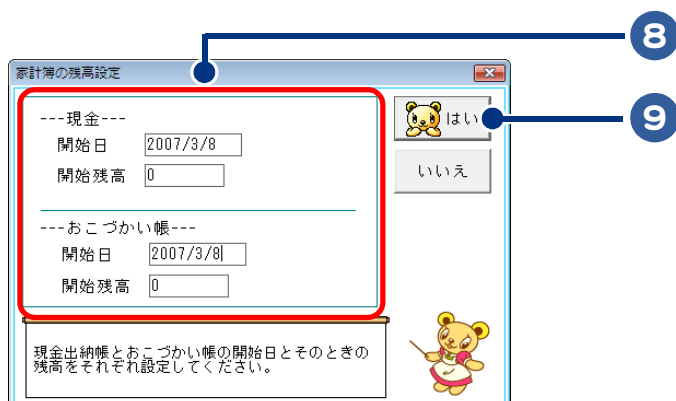 8
家計簿の残高設定
---現金---
はい
9
開始日 2007/3/8
開始残高 0
いいえ
---おこづかい帳---
開始日 2007/3/8
開始残高 0
現金出納帳とおこづかい帳の開始日とそのときの
残高をそれぞれ設定してください。